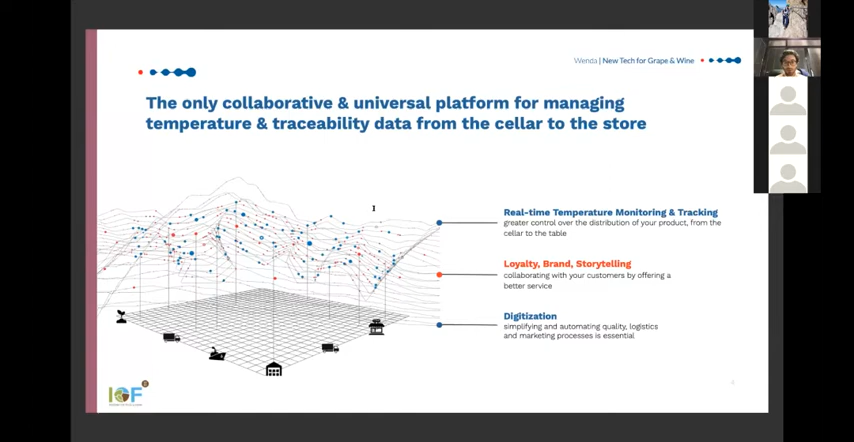 Wenda | New Tech for Grape & Wine
The only collaborative & universal platform for managing
temperature & traceability data from the cellar to the store
Real-time Temperature Monitoring & Tracking
greater control over the distribution of your product, from the
cellar to the table
Loyalty, Brand, Storytelling
collaborating with your customers by offering a
better service
Digitization
simplifying and automating quality, logistics
and marketing processes is essential